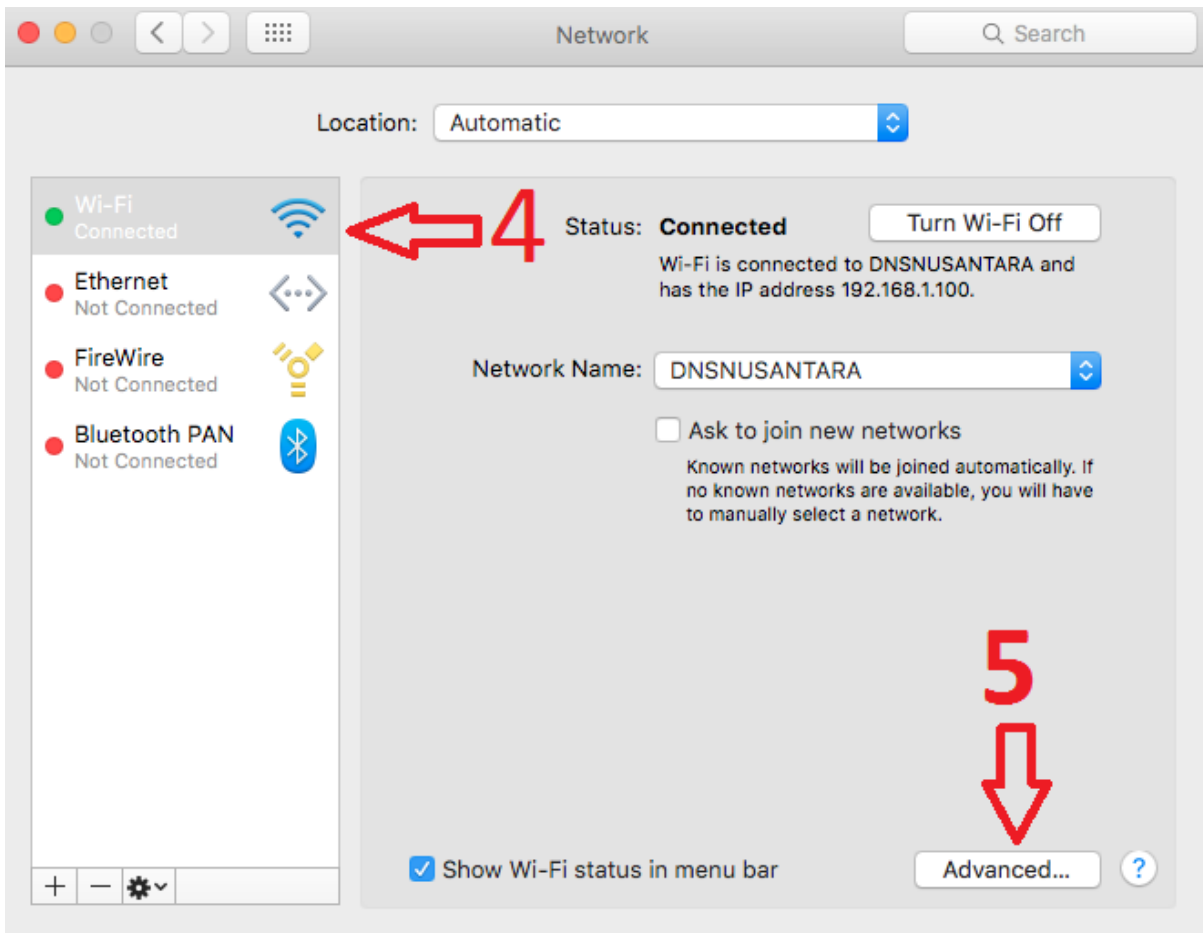 Network
Search
Location: Automatic
Wi-Fi
Connected
4
Ethernet
Not Connected
FireWire
Not Connected
Bluetooth PAN
Not Connected
Status: Connected
Turn Wi-Fi Off
Wi-Fi is connected to DNSNUSANTARA and
has the IP address 192.168.1.100.
Network Name: DNSNUSANTARA
Ask to join new networks
Known networks will be joined automatically. If
no known networks are available, you will have
to manually select a network.
5
Show Wi-Fi status in menu bar
Advanced...
?